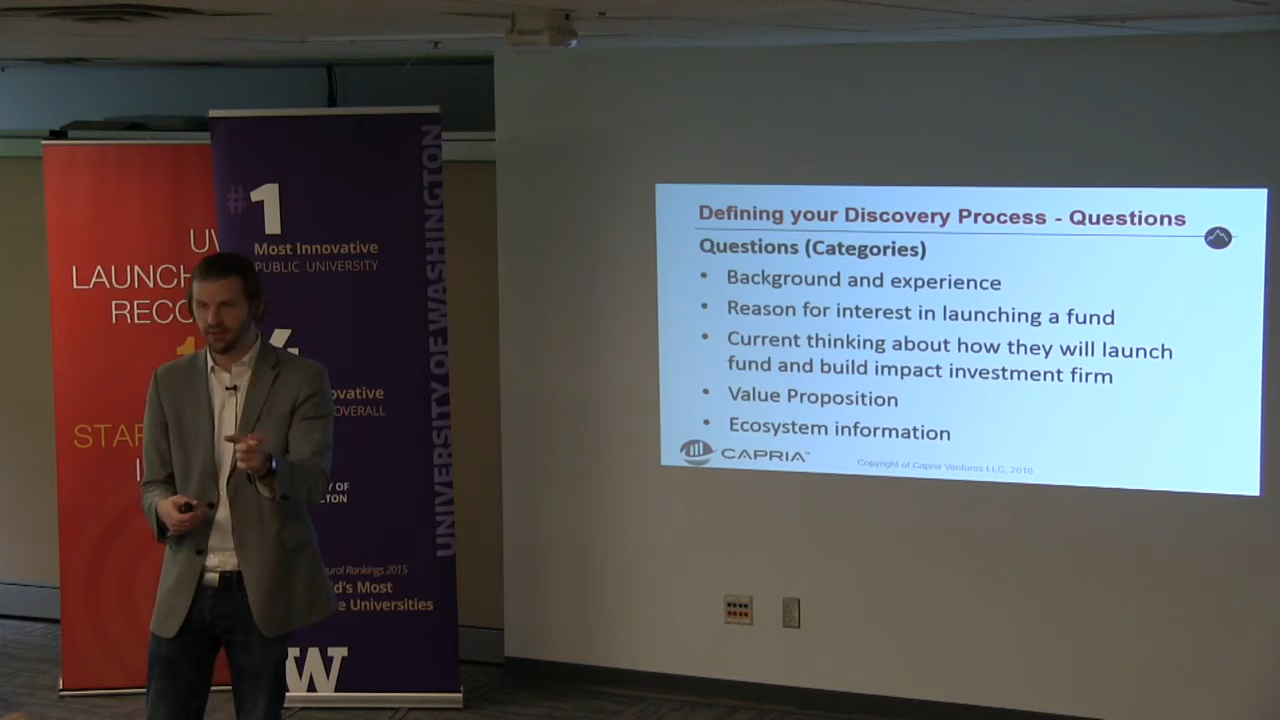 UW
LAUNCH
RECO
STAR
#1
Most Innovative
PUBLIC UNIVERSITY
ovative
OVERALL
Y OF
TON
Rankings 2015
d's Most
e Universities
W
UNIVERSITY OF WASHINGTON
Defining your Discovery Process - Questions
Questions (Categories)
• Background and experience
• Reason for interest in launching a fund
• Current thinking about how they will launch
fund and build impact investment firm
• Value Proposition
• Ecosystem information
CAPRIA™
Copyright of Capria Ventures LLC, 2016